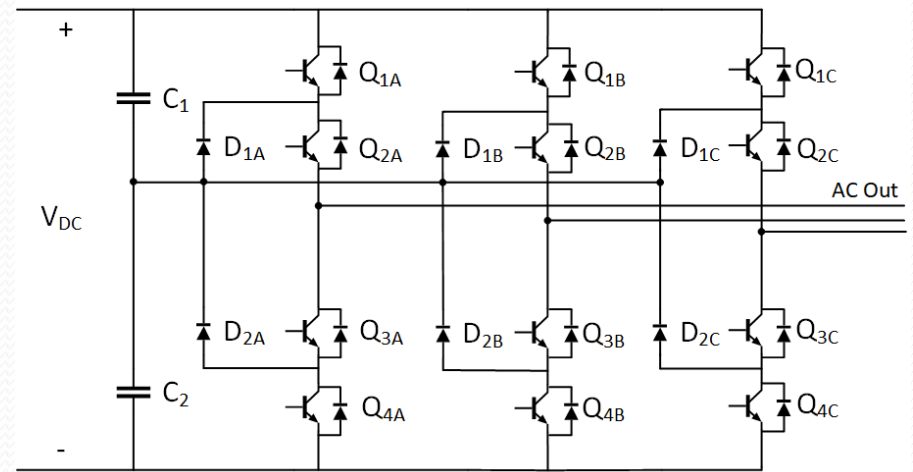 +
Q1A
Q1B
Q1C
C1
D1A
Q2A
D1B
Q2B
D1C
Q2C
AC Out
VDC
D2A
Q3A
D2B
Q3B
D2C
Q3C
C2
Q4A
Q4B
Q4C
-